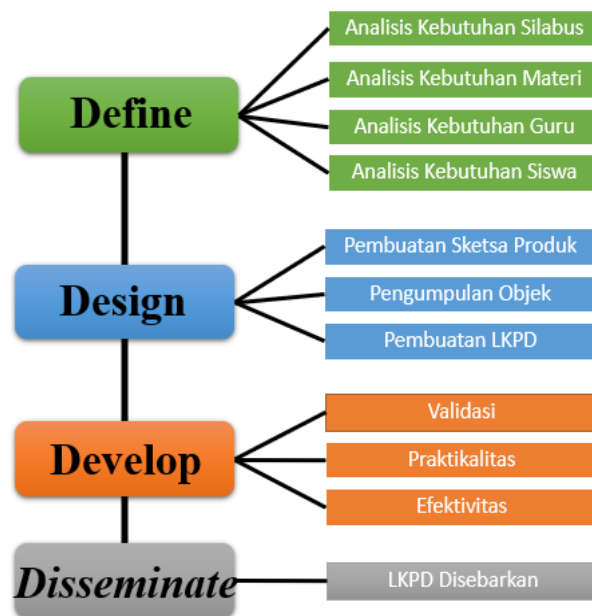 Define
Analisis Kebutuhan Silabus
Analisis Kebutuhan Materi
Analisis Kebutuhan Guru
Analisis Kebutuhan Siswa
Design
Pembuatan Sketsa Produk
Pengumpulan Objek
Pembuatan LKPD
Develop
Validasi
Praktikalitas
Efektivitas
Disseminate
LKPD Disebarkan